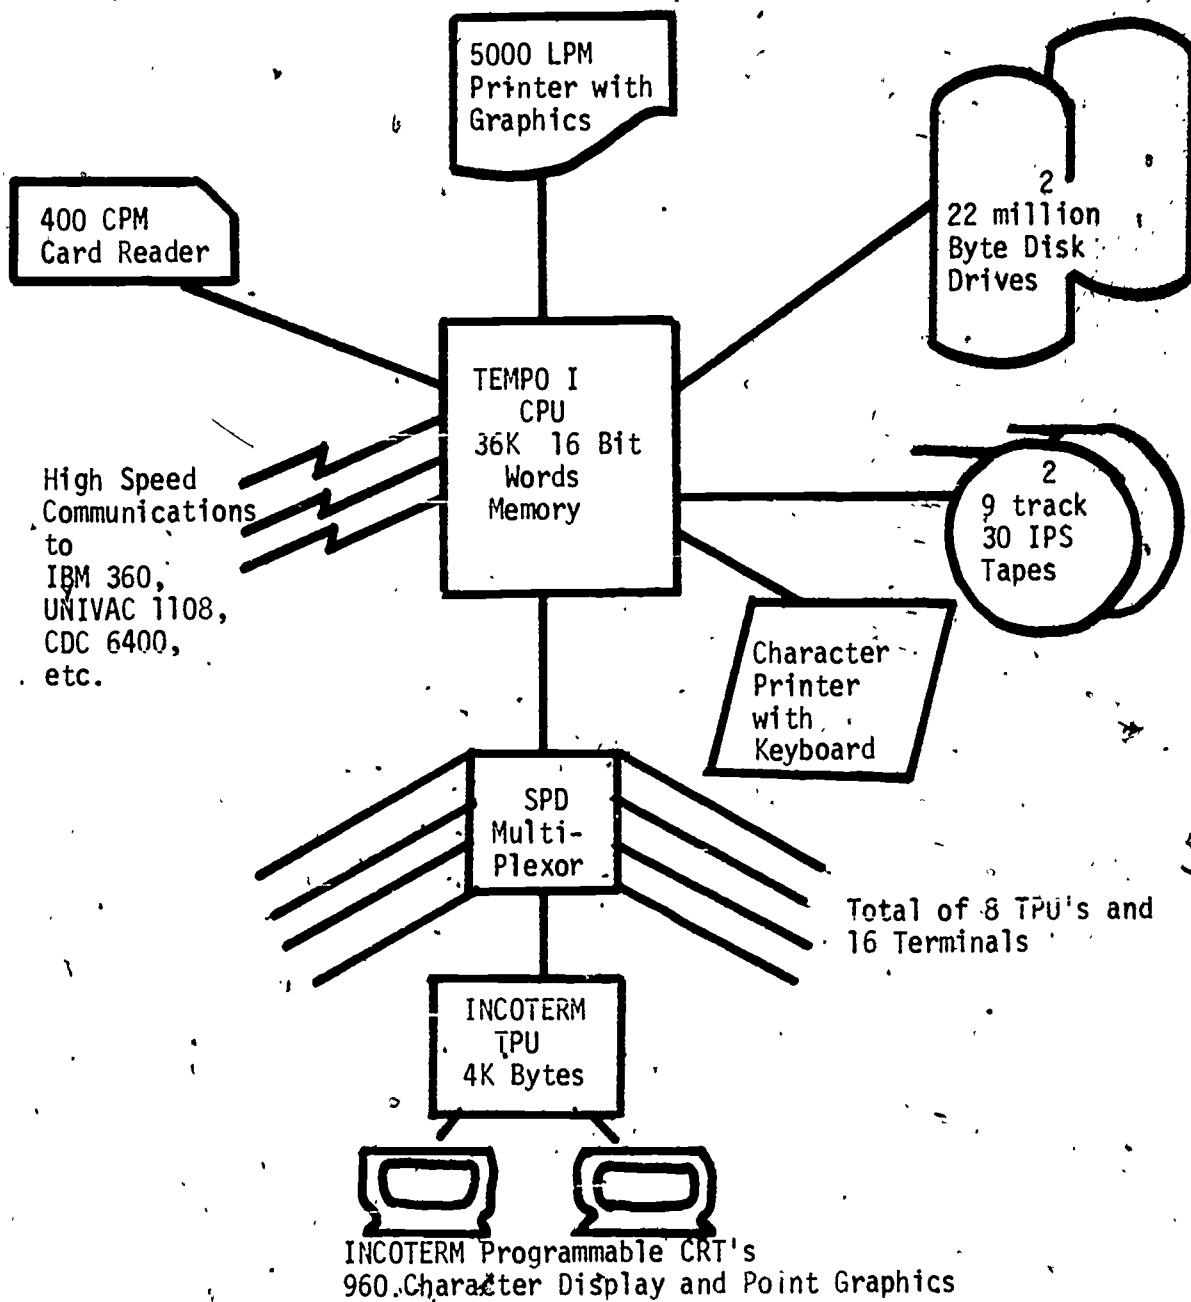 5000 LPM
Printer with
Graphics
400 CPM
Card Reader
2
22 million
Byte Disk
Drives
TEMPO I
CPU
36K 16 Bit
Words
Memory
High Speed
Communications
to
IBM 360,
UNIVAC 1108,
CDC 6400,
etc.
2
9 track
30 IPS
Tapes
Character
Printer
with
Keyboard
SPD
Multi-
Plexor
Total of 8 TPU's and
16 Terminals
INCOTERM
TPU
4K Bytes
INCOTERM Programmable CRT's
960 Character Display and Point Graphics